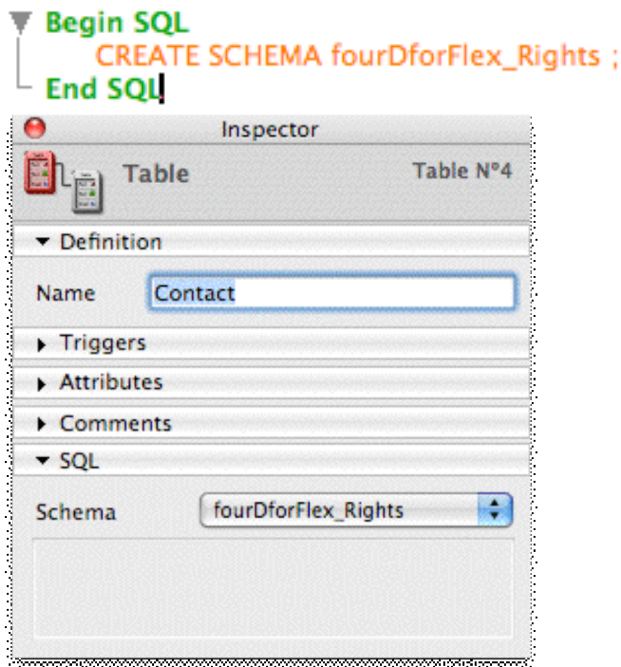 Begin SQL
CREATE SCHEMA fourDforFlex_Rights ;
End SQL
Inspector
Table Table N°4
Definition
Name Contact
Triggers
Attributes
Comments
SQL
Schema fourDforFlex_Rights